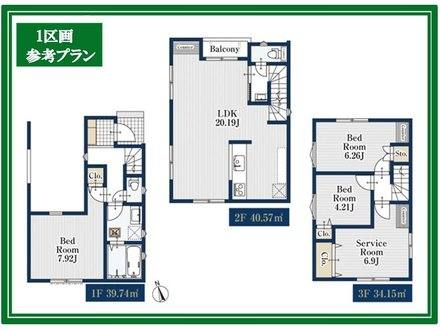 1区画
参考プラン
Counter
Balcony
LDK
20.19J
2F 40.57㎡
Clo.
Bed
Room
7.92J
1F 39.74㎡
N
Bed
Room
6.26J
Sto.
Bed
Room
4.21J
Clo.
Service
Room
6.9J
Clo.
3F 34.15㎡